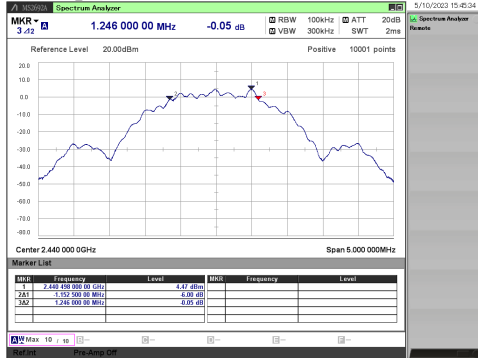 5/10/2023 15:45:34
MS2692A Spectrum Analyzer
Spectrum Analyzer
Remote
MKR
3 Δ2
A
1.246 000 00 MHz
-0.05 dB
M RBW 100kHz M ATT 20dB
M VBW 300kHz SWT 2ms
Reference Level 20.00dBm
Positive 10001 points
20.0
10.0
0.0
-10.0
-20.0
-30.0
-40.0
-50.0
-60.0
-70.0
-80.0
1
2
3
Center 2.440 000 0GHz
Span 5.000 000MHz
Marker List
MKR Frequency Level MKR Frequency Level
1 2.440 498 000 00 GHz 4.47 dBm
2Δ1 -1.152 500 00 MHz -6.00 dB
3Δ2 1.246 000 00 MHz -0.05 dB
A W Max 10 / 10
Ref.Int Pre-Amp Off